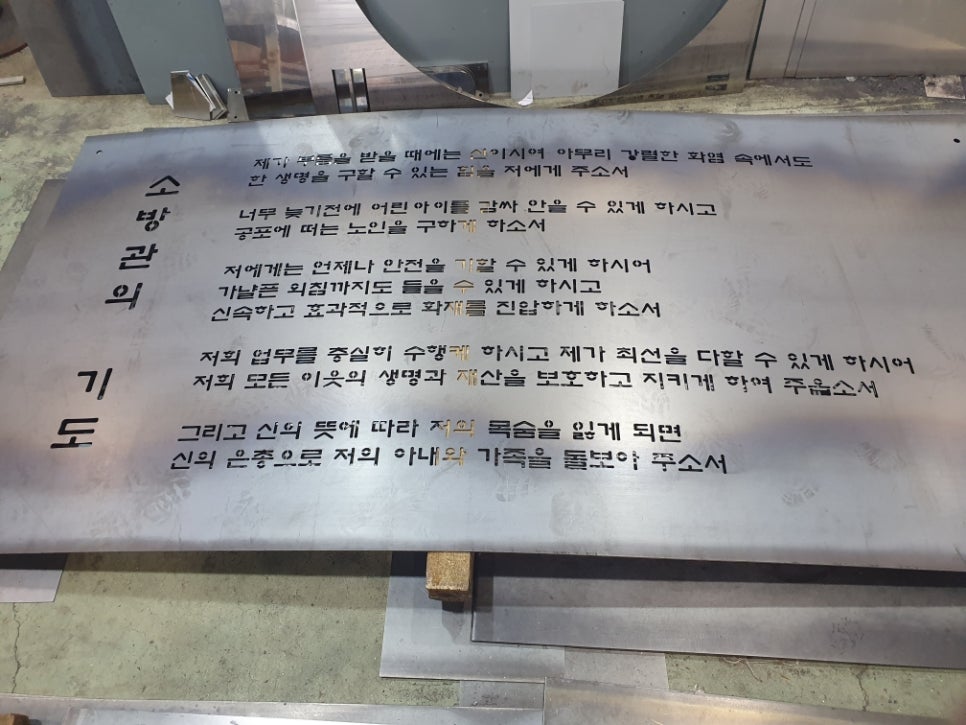 소방관의 기도
제가 부름을 받을 때에는 신이시여 아무리 강렬한 화염 속에서도
한 생명을 구할 수 있는 힘을 저에게 주소서
너무 늦기전에 어린 아이를 감싸 안을 수 있게 하시고
공포에 떠는 노인을 구하게 하소서
저에게는 언제나 안전을 기할 수 있게 하시어
가냘픈 외침까지도 들을 수 있게 하시고
신속하고 효과적으로 화재를 진압하게 하소서
저희 업무를 충실히 수행케 하시고 제가 최선을 다할 수 있게 하시어
저희 모든 이웃의 생명과 재산을 보호하고 지키게 하여 주옵소서
그리고 신의 뜻에 따라 저의 목숨을 잃게 되면
신의 은총으로 저의 아내와 가족을 돌보아 주소서